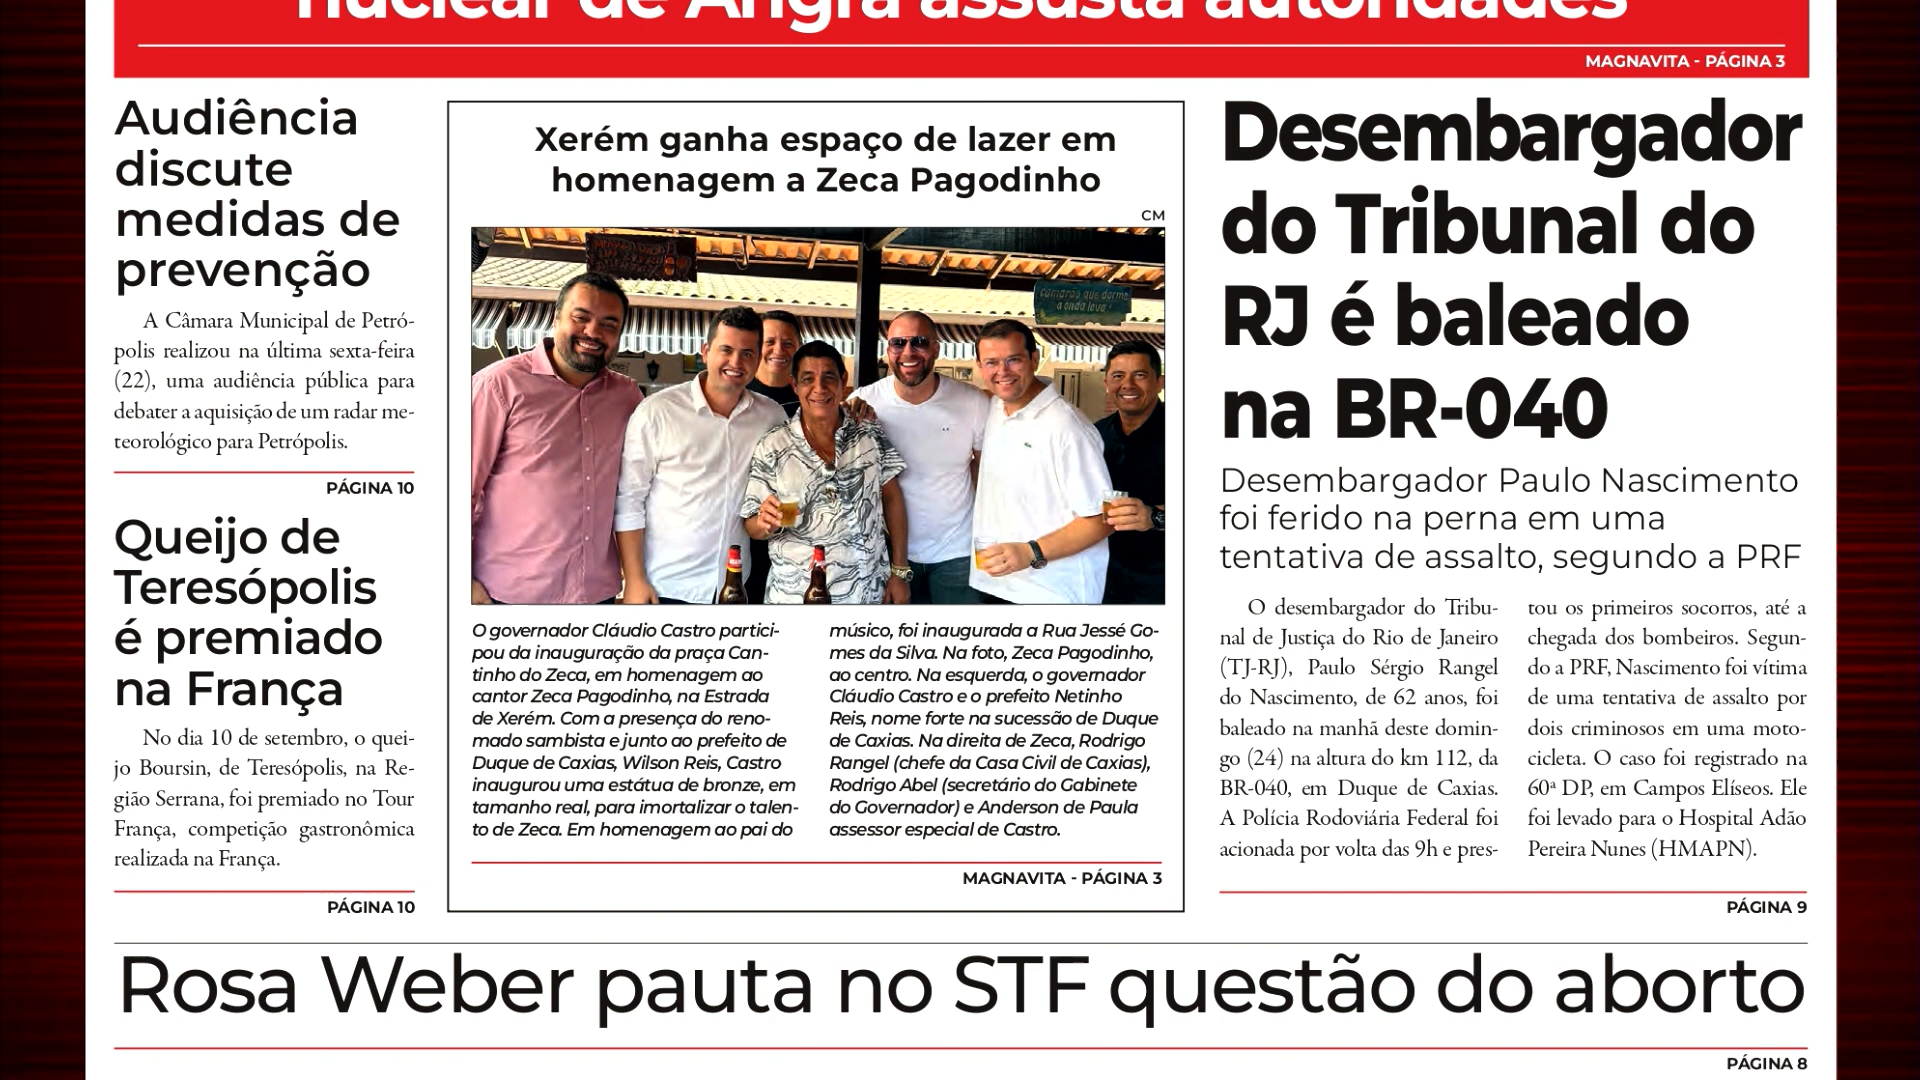 nuclear de Angra assusta autoridades
MAGNAVITA - PÁGINA 3
Audiência
discute
medidas de
prevenção
A Câmara Municipal de Petró-
polis realizou na última sexta-feira
(22), uma audiência pública para
debater a aquisição de um radar me-
teorológico para Petrópolis.
PÁGINA 10
Queijo de
Teresópolis
é premiado
na França
No dia 10 de setembro, o quei-
jo Boursin, de Teresópolis, na Re-
gião Serrana, foi premiado no Tour
França, competição gastronômica
realizada na França.
PÁGINA 10
Xerém ganha espaço de lazer em
homenagem a Zeca Pagodinho
CM
camarão que dorme
a onda leva
O governador Cláudio Castro partici-
pou da inauguração da praça Can-
tinho do Zeca, em homenagem ao
cantor Zeca Pagodinho, na Estrada
de Xerém. Com a presença do reno-
mado sambista e junto ao prefeito de
Duque de Caxias, Wilson Reis, Castro
inaugurou uma estátua de bronze, em
tamanho real, para imortalizar o talen-
to de Zeca. Em homenagem ao pai do
músico, foi inaugurada a Rua Jessé Go-
mes da Silva. Na foto, Zeca Pagodinho,
ao centro. Na esquerda, o governador
Cláudio Castro e o prefeito Netinho
Reis, nome forte na sucessão de Duque
de Caxias. Na direita de Zeca, Rodrigo
Rangel (chefe da Casa Civil de Caxias),
Rodrigo Abel (secretário do Gabinete
do Governador) e Anderson de Paula
assessor especial de Castro.
MAGNAVITA - PÁGINA 3
Desembargador
do Tribunal do
RJ é baleado
na BR-040
Desembargador Paulo Nascimento
foi ferido na perna em uma
tentativa de assalto, segundo a PRF
O desembargador do Tribu-
nal de Justiça do Rio de Janeiro
(TJ-RJ), Paulo Sérgio Rangel
do Nascimento, de 62 anos, foi
baleado na manhã deste domin-
go (24) na altura do km 112, da
BR-040, em Duque de Caxias.
A Polícia Rodoviária Federal foi
acionada por volta das 9h e pres-
tou os primeiros socorros, até a
chegada dos bombeiros. Segun-
do a PRF, Nascimento foi vítima
de uma tentativa de assalto por
dois criminosos em uma moto-
cicleta. O caso foi registrado na
60ª DP, em Campos Elíseos. Ele
foi levado para o Hospital Adão
Pereira Nunes (HMAPN).
PÁGINA 9
Rosa Weber pauta no STF questão do aborto
PÁGINA 8